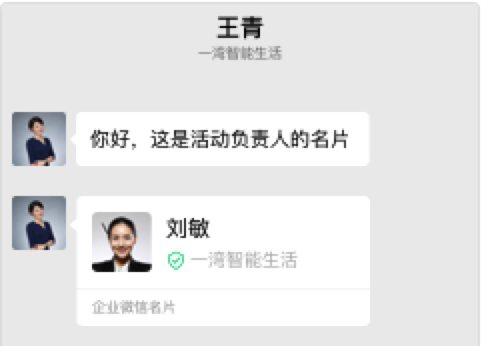 王青
一湾智能生活
你好，这是活动负责人的名片
刘敏
一湾智能生活
企业微信名片